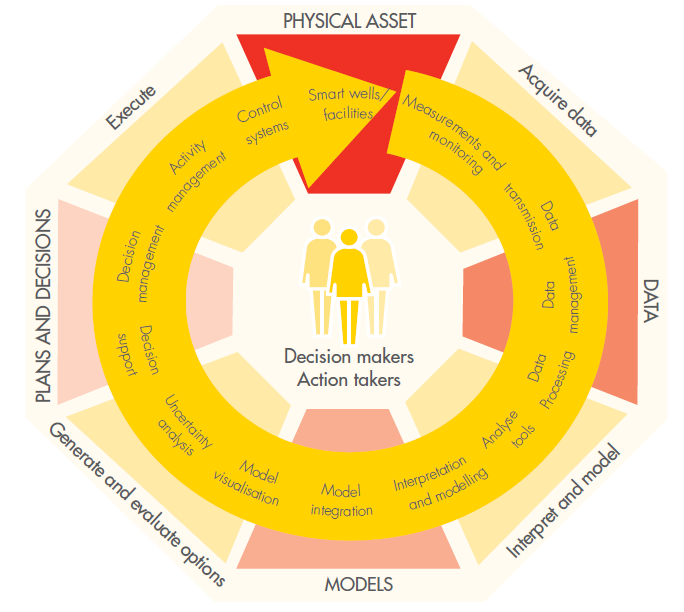 PHYSICAL ASSET
Acquire data
DATA
Interpret and model
MODELS
Generate and evaluate options
PLANS AND DECISIONS
Execute
Smart wells/
facilities
Measurements and
monitoring
Data
transmission
Data
management
Data
Processing
Analyse
tools
Interpretation
and modelling
Model
integration
Model
visualisation
Uncertainty
analysis
Decision
support
Decision
management
Activity
management
Control
systems
Decision makers
Action takers